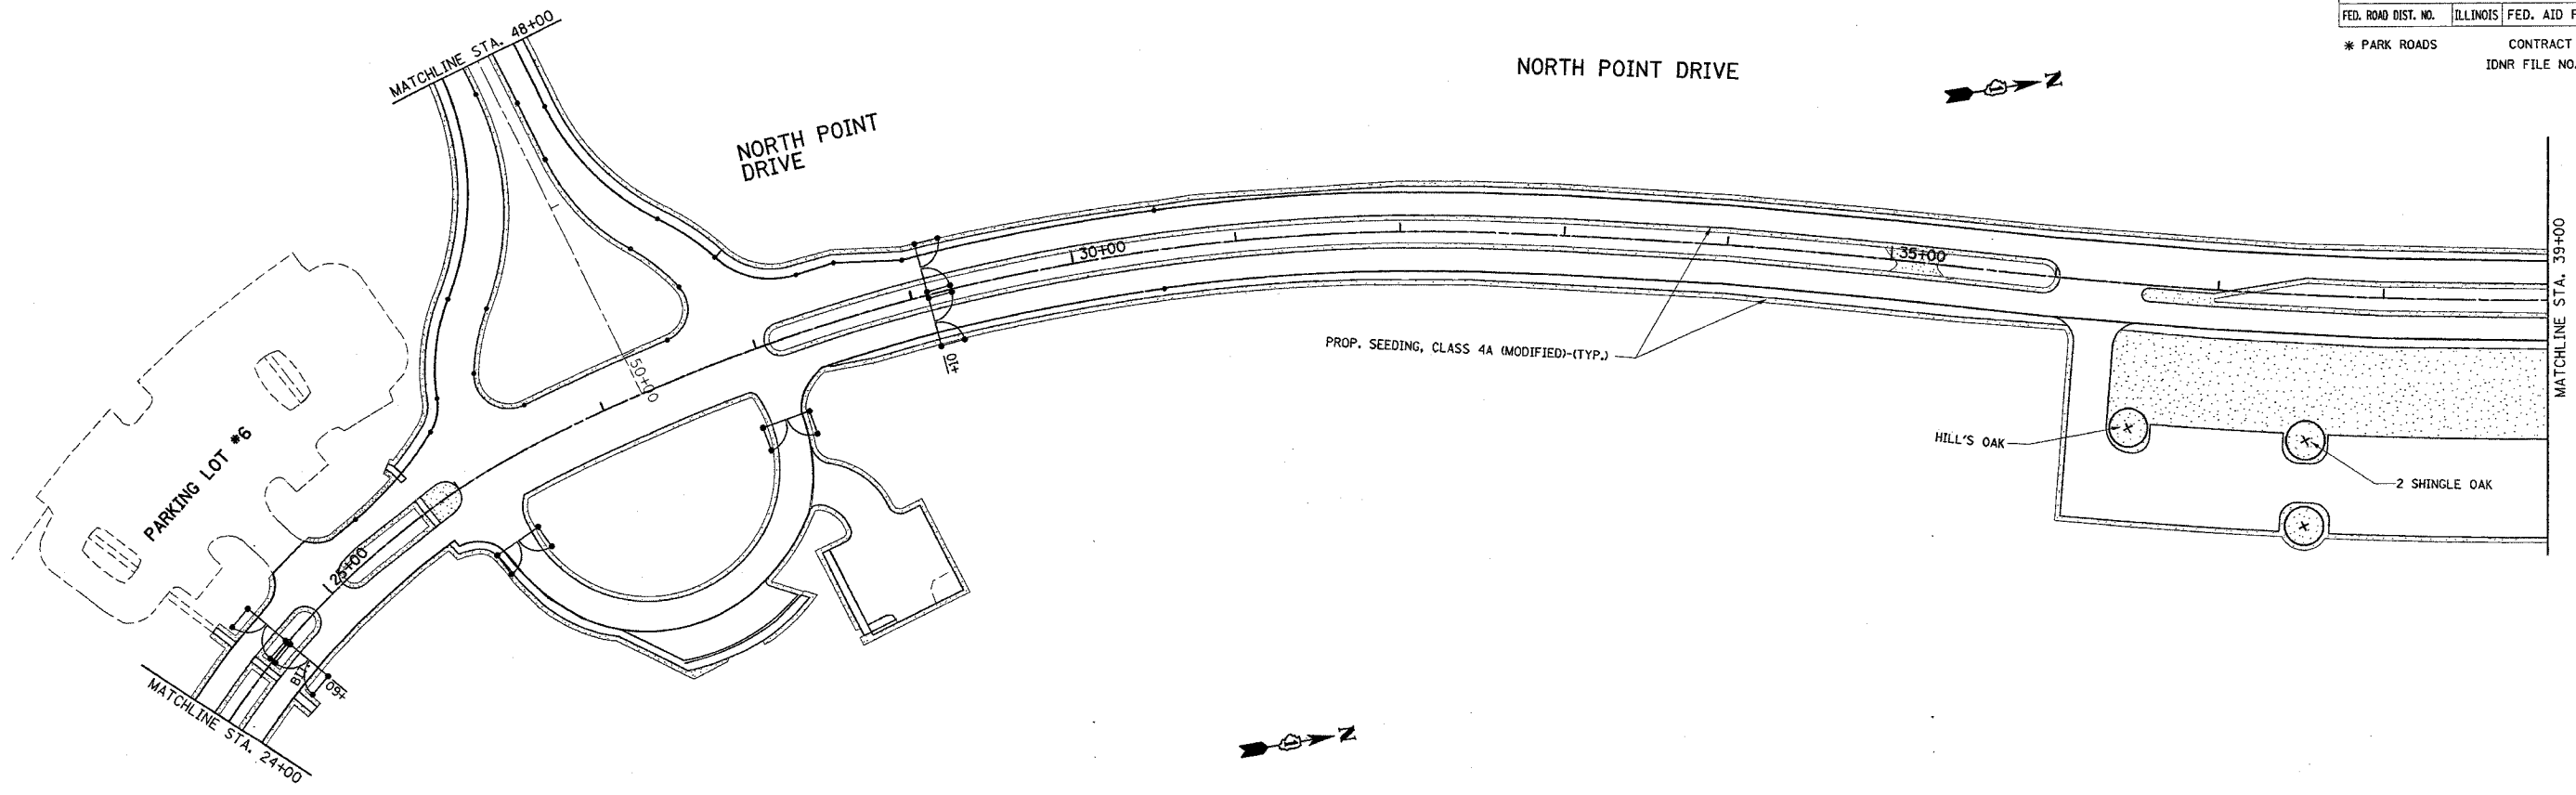 FED. ROAD DIST. NO. ILLINOIS FED. AID
* PARK ROADS CONTRACT
IDNR FILE NO.
MATCHLINE STA. 48+00
NORTH POINT DRIVE
N
NORTH POINT
DRIVE
30+00
35+00
MATCHLINE STA. 39+00
50+00
+10
PROP. SEEDING, CLASS 4A (MODIFIED)-(TYP.)
HILL'S OAK
2 SHINGLE OAK
PARKING LOT #6
25+00
+60
MATCHLINE STA. 24+00
N